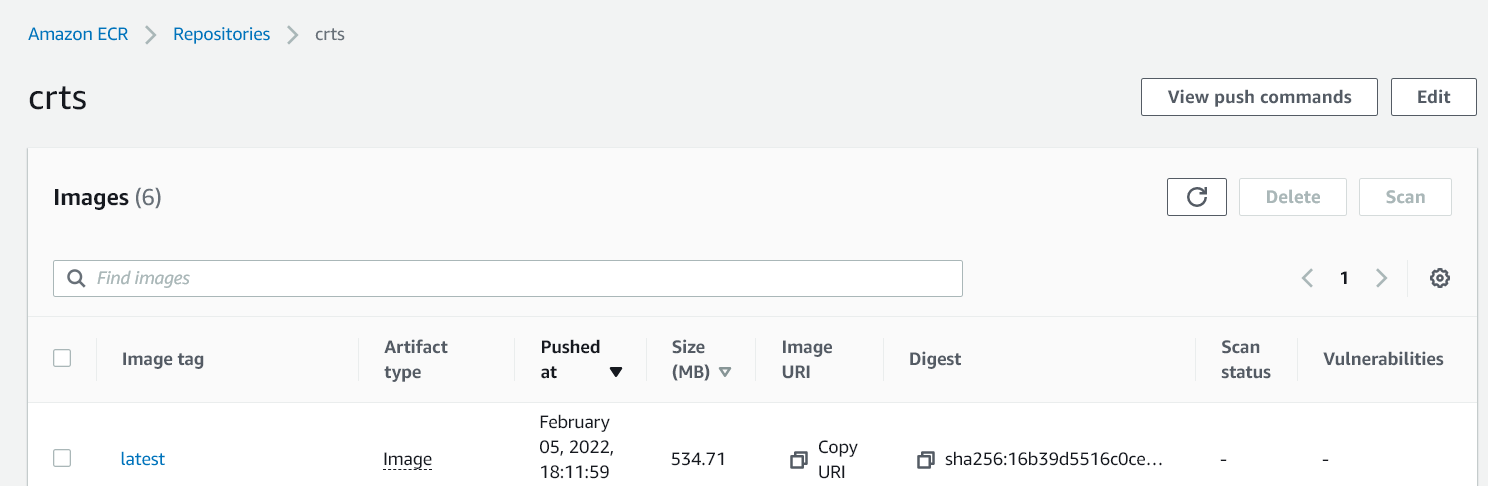 Amazon ECR > Repositories > crts
crts
View push commands
Edit
Images (6)
Delete
Scan
Find images
1
Image tag
Artifact
type
Pushed
at
Size
(MB)
Image
URI
Digest
Scan
status
Vulnerabilities
latest
Image
February
05, 2022,
18:11:59
534.71
Copy
URI
sha256:16b39d5516c0ce...
-
-